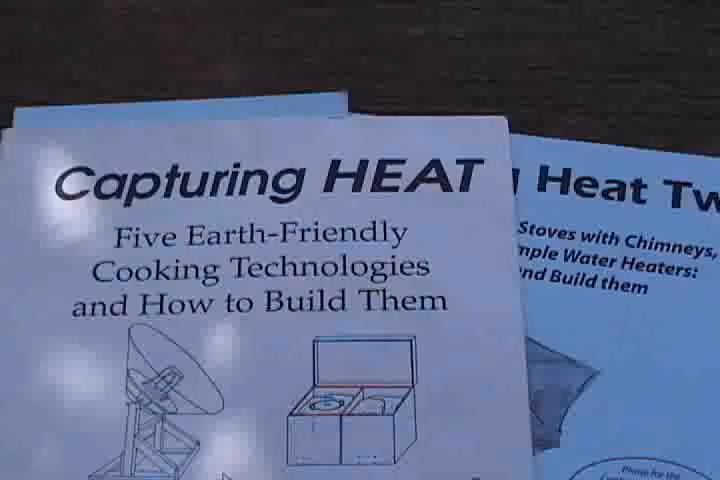 Capturing HEAT
Five Earth-Friendly
Cooking Technologies
and How to Build Them
Heat Tw
Stoves with Chimneys,
mple Water Heaters:
nd Build them